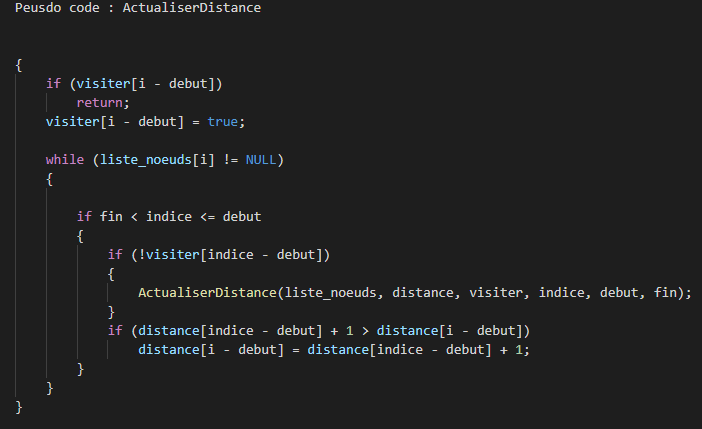 Peusdo code : ActualiserDistance
{
if (visiter[i - debut])
return;
visiter[i - debut] = true;
while (liste_noeuds[i] != NULL)
{
if fin < indice <= debut
{
if (!visiter[indice - debut])
{
ActualiserDistance(liste_noeuds, distance, visiter, indice, debut, fin);
}
if (distance[indice - debut] + 1 > distance[i - debut])
distance[i - debut] = distance[indice - debut] + 1;
}
}
}